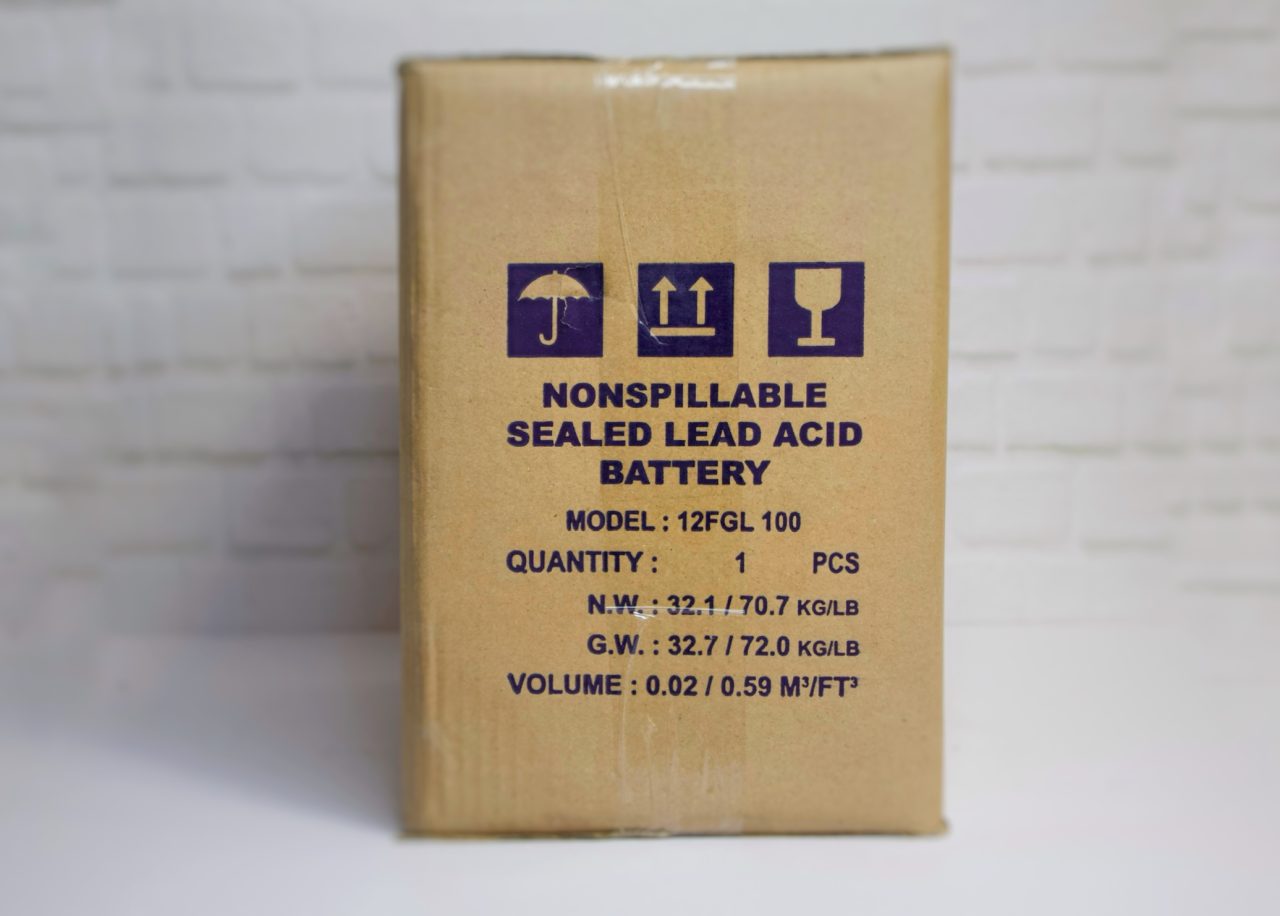 NONSPILLABLE
SEALED LEAD ACID
BATTERY
MODEL : 12FGL 100
QUANTITY : 1 PCS
N.W. : 32.1 / 70.7 KG/LB
G.W. : 32.7 / 72.0 KG/LB
VOLUME : 0.02 / 0.59 M³/FT³